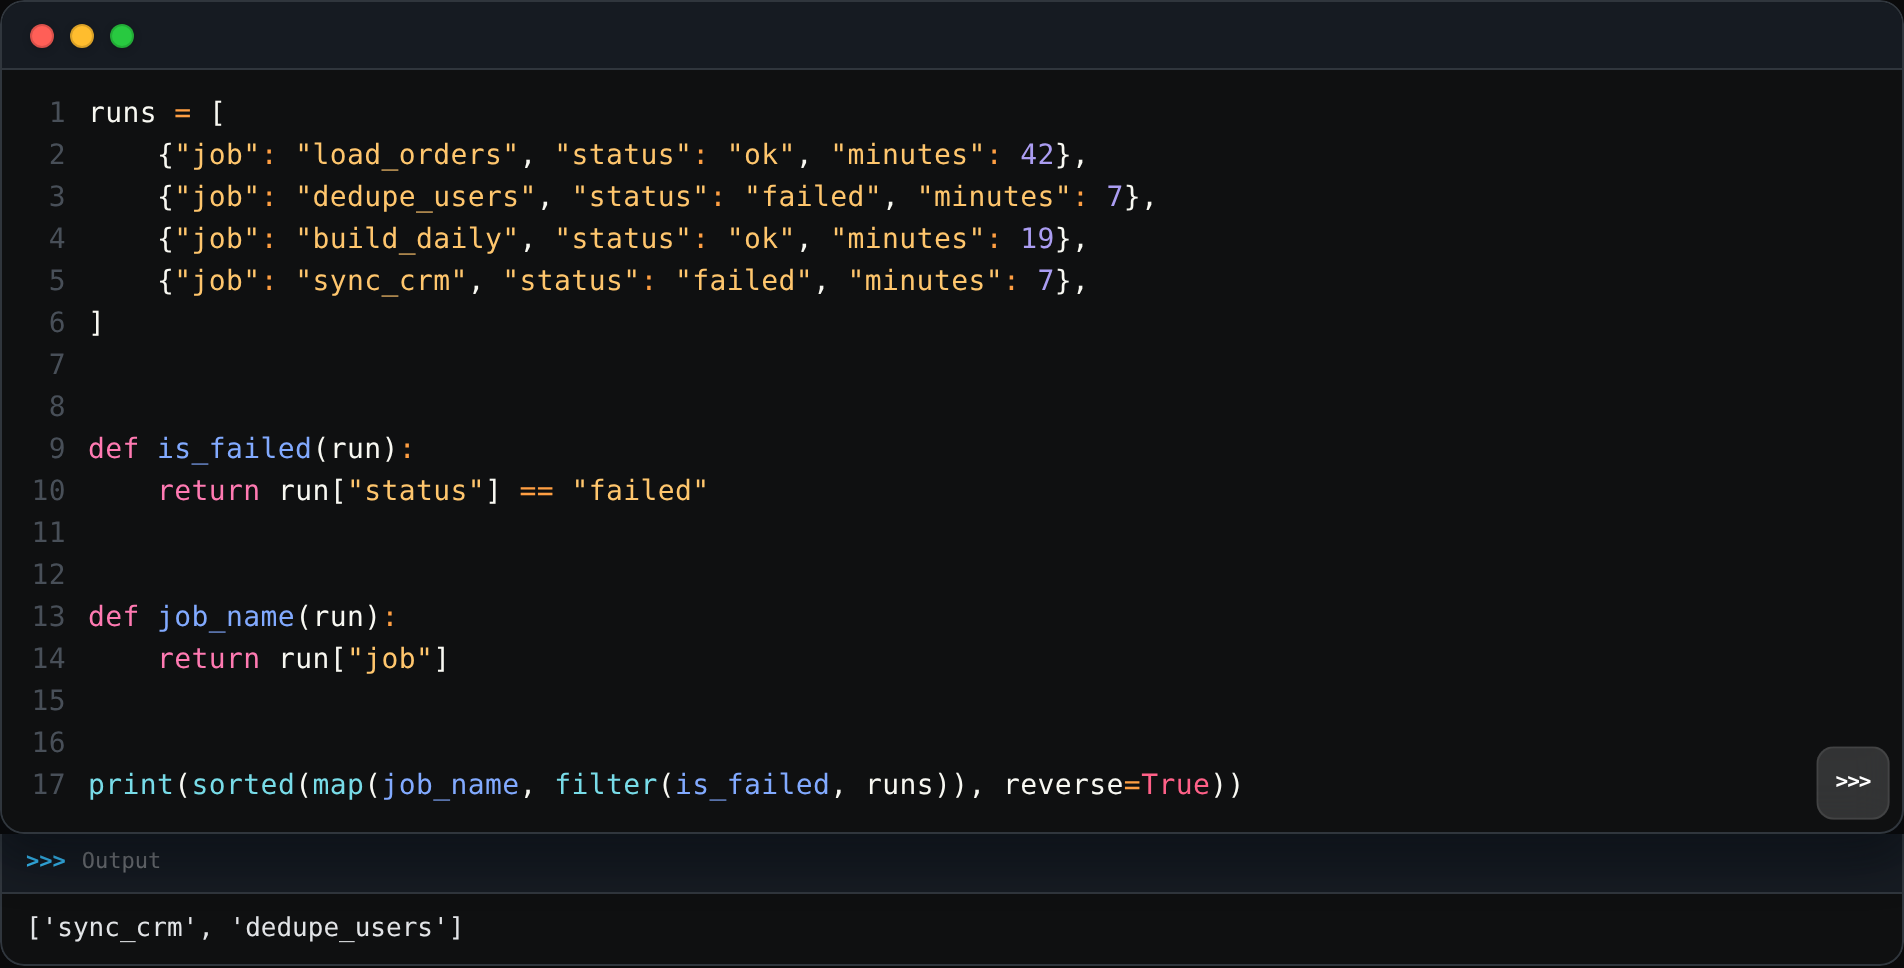 1 runs = [
2     {"job": "load_orders", "status": "ok", "minutes": 42},
3     {"job": "dedupe_users", "status": "failed", "minutes": 7},
4     {"job": "build_daily", "status": "ok", "minutes": 19},
5     {"job": "sync_crm", "status": "failed", "minutes": 7},
6 ]
7
8
9 def is_failed(run):
10     return run["status"] == "failed"
11
12
13 def job_name(run):
14     return run["job"]
15
16
17 print(sorted(map(job_name, filter(is_failed, runs)), reverse=True))
>>>
>>> Output
['sync_crm', 'dedupe_users']